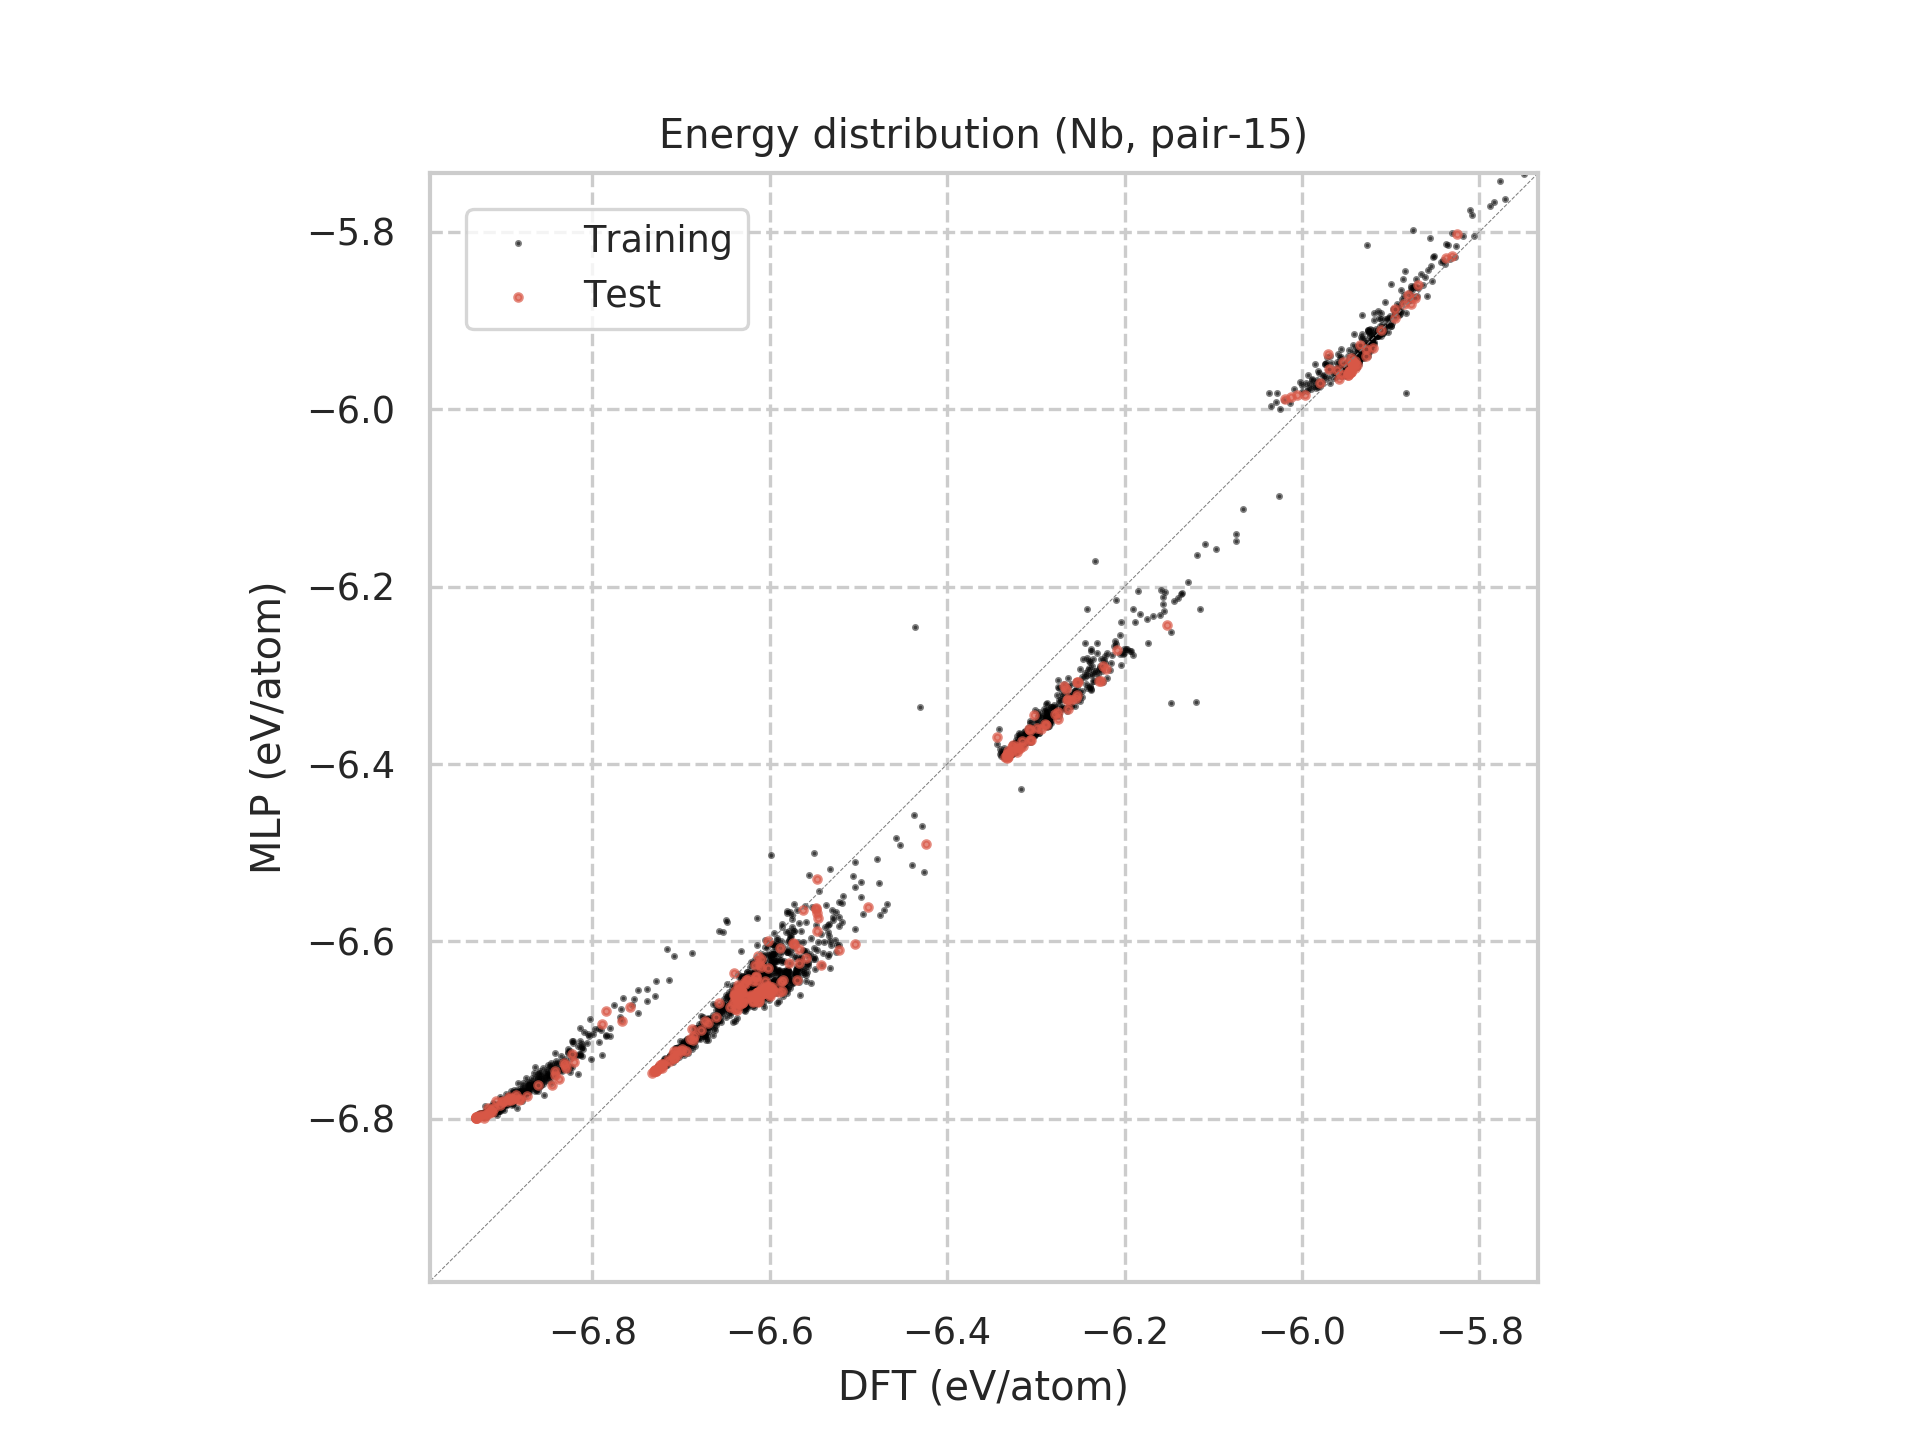 Energy distribution (Nb, pair-15)
Training
Test
−5.8
−6.0
−6.2
−6.4
−6.6
−6.8
MLP (eV/atom)
−6.8 −6.6 −6.4 −6.2 −6.0 −5.8
DFT (eV/atom)